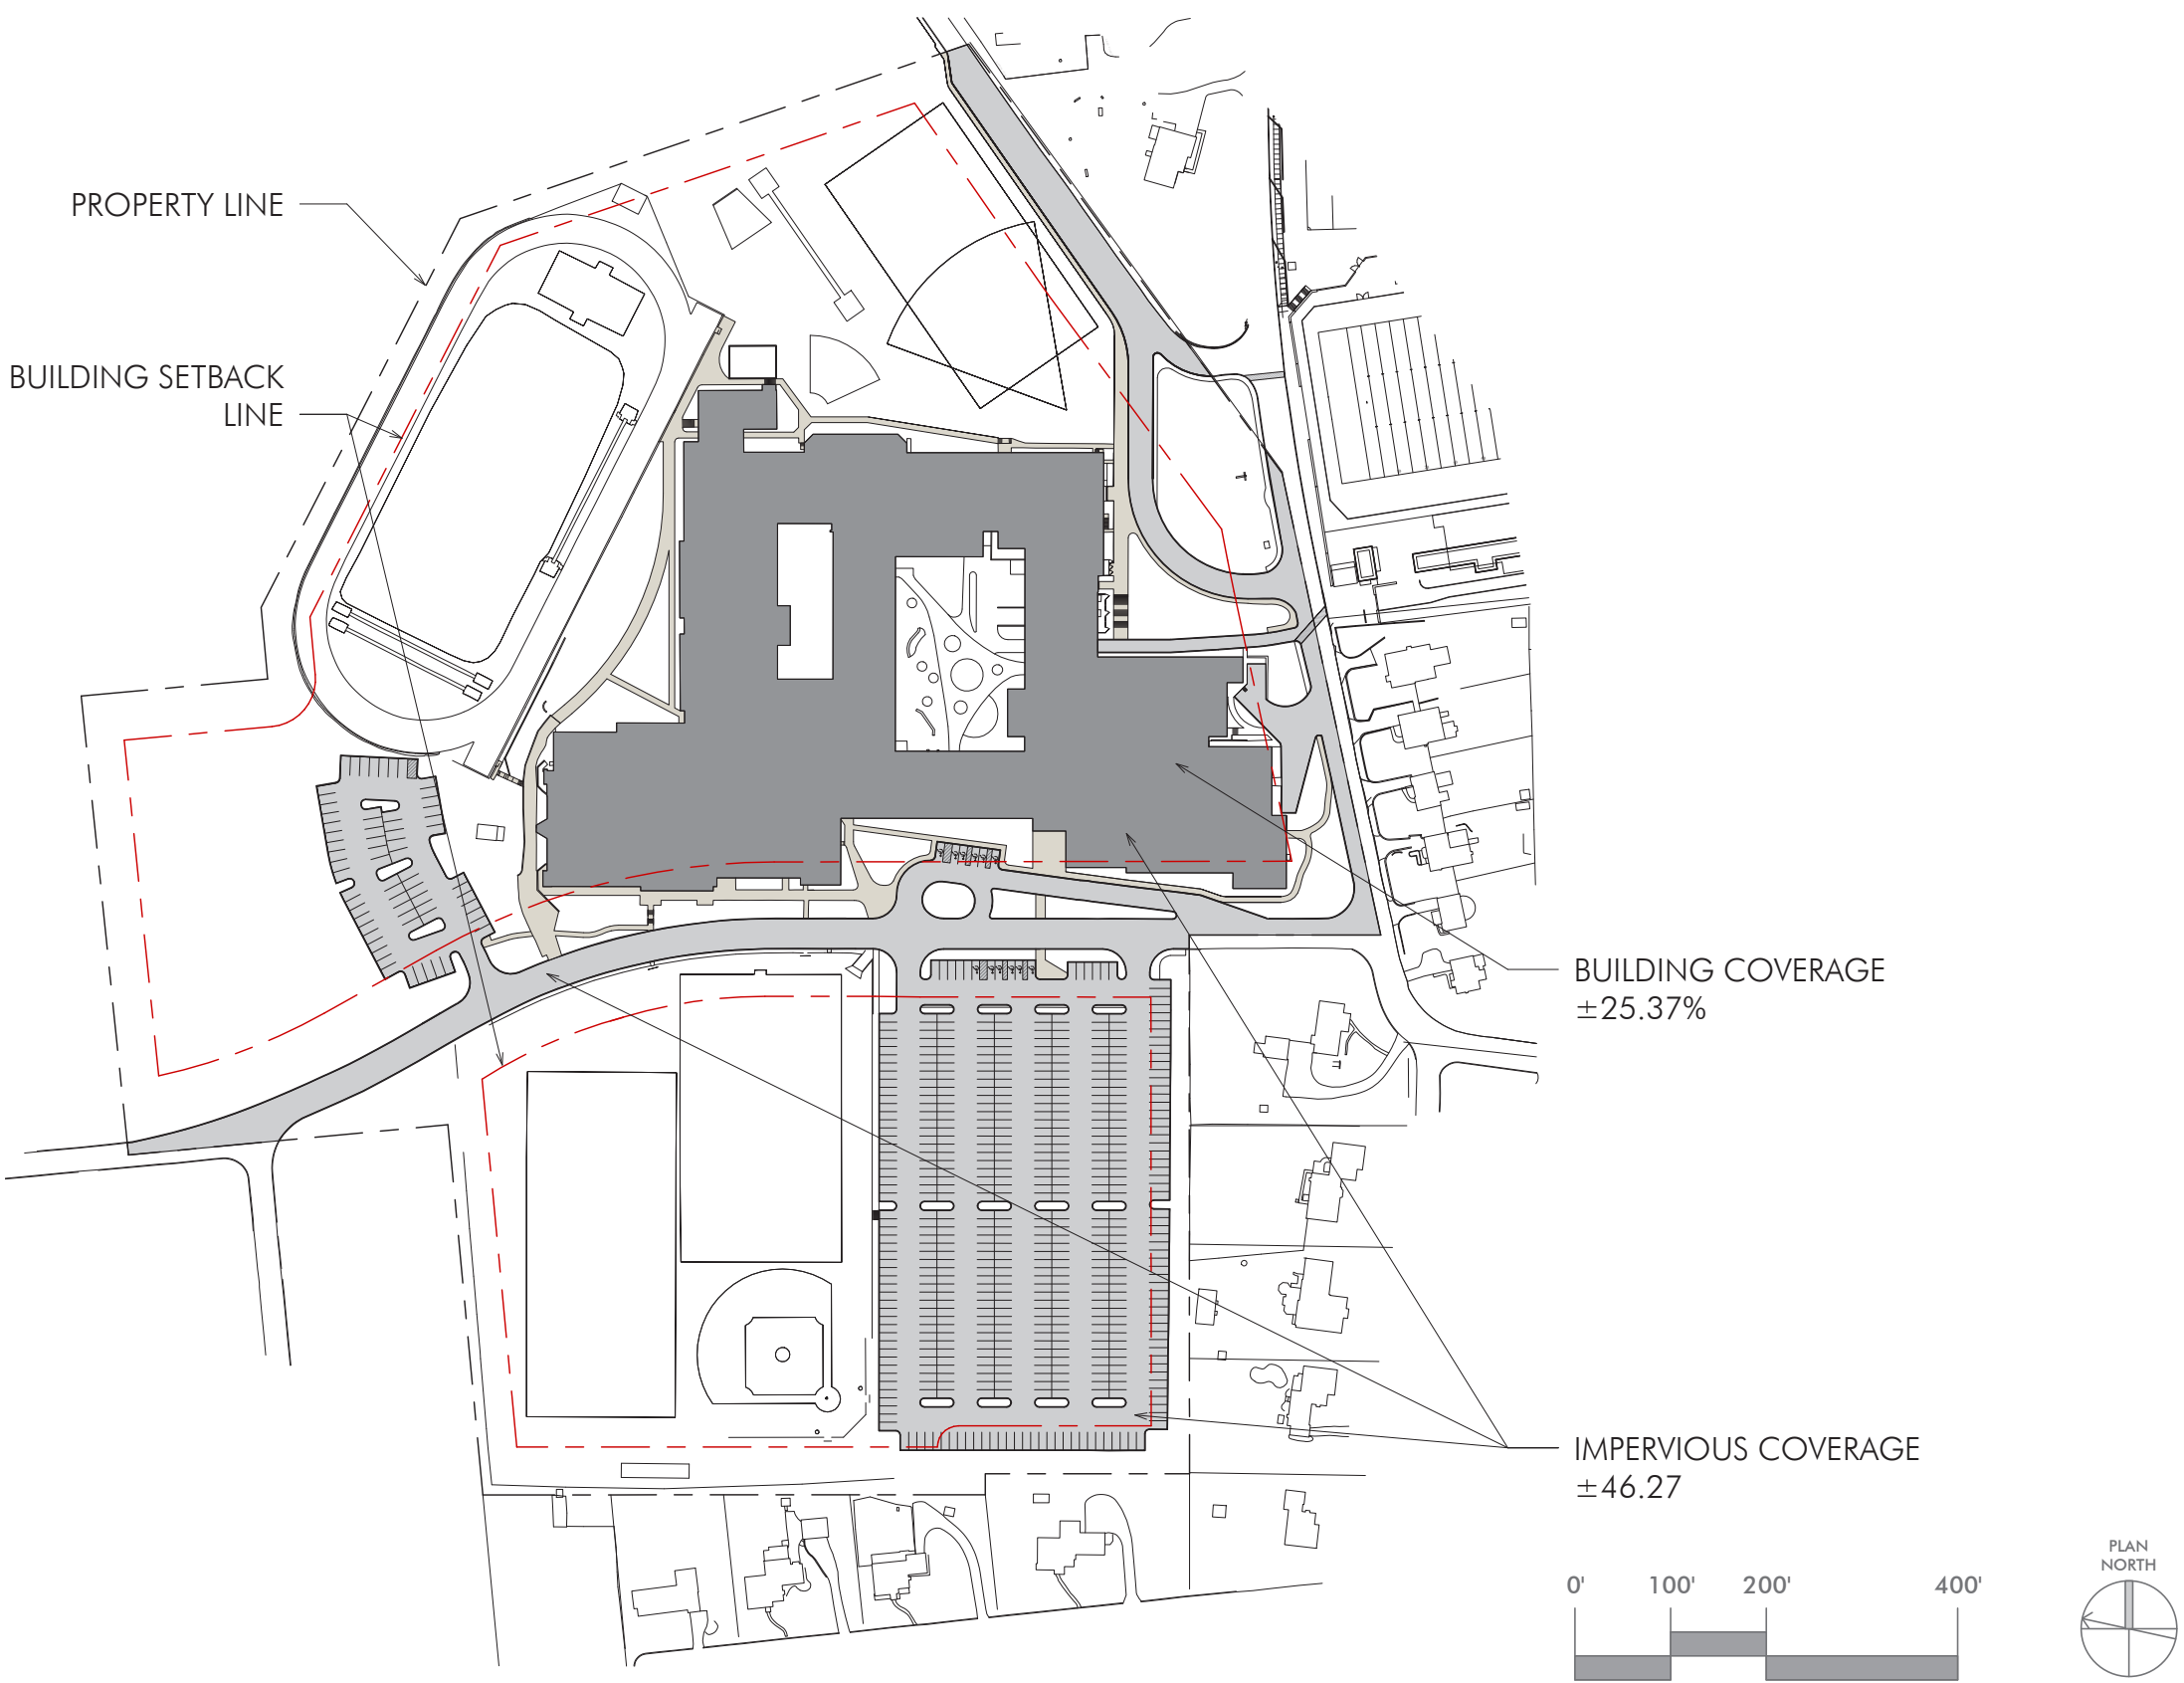 PROPERTY LINE
BUILDING SETBACK
LINE
BUILDING COVERAGE
±25.37%
IMPERVIOUS COVERAGE
±46.27
PLAN
NORTH
0' 100' 200' 400'